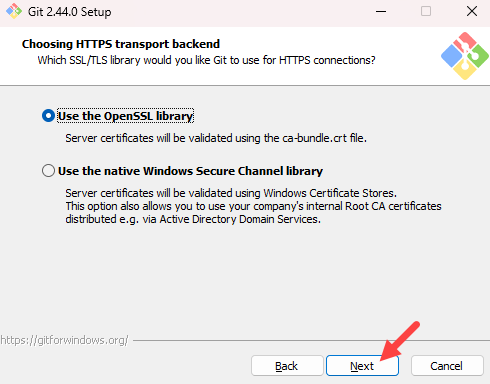 Git 2.44.0 Setup
Choosing HTTPS transport backend
Which SSL/TLS library would you like Git to use for HTTPS connections?
Use the OpenSSL library
Server certificates will be validated using the ca-bundle.crt file.
Use the native Windows Secure Channel library
Server certificates will be validated using Windows Certificate Stores.
This option also allows you to use your company's internal Root CA certificates
distributed e.g. via Active Directory Domain Services.
https://gitforwindows.org/
Back
Next
Cancel